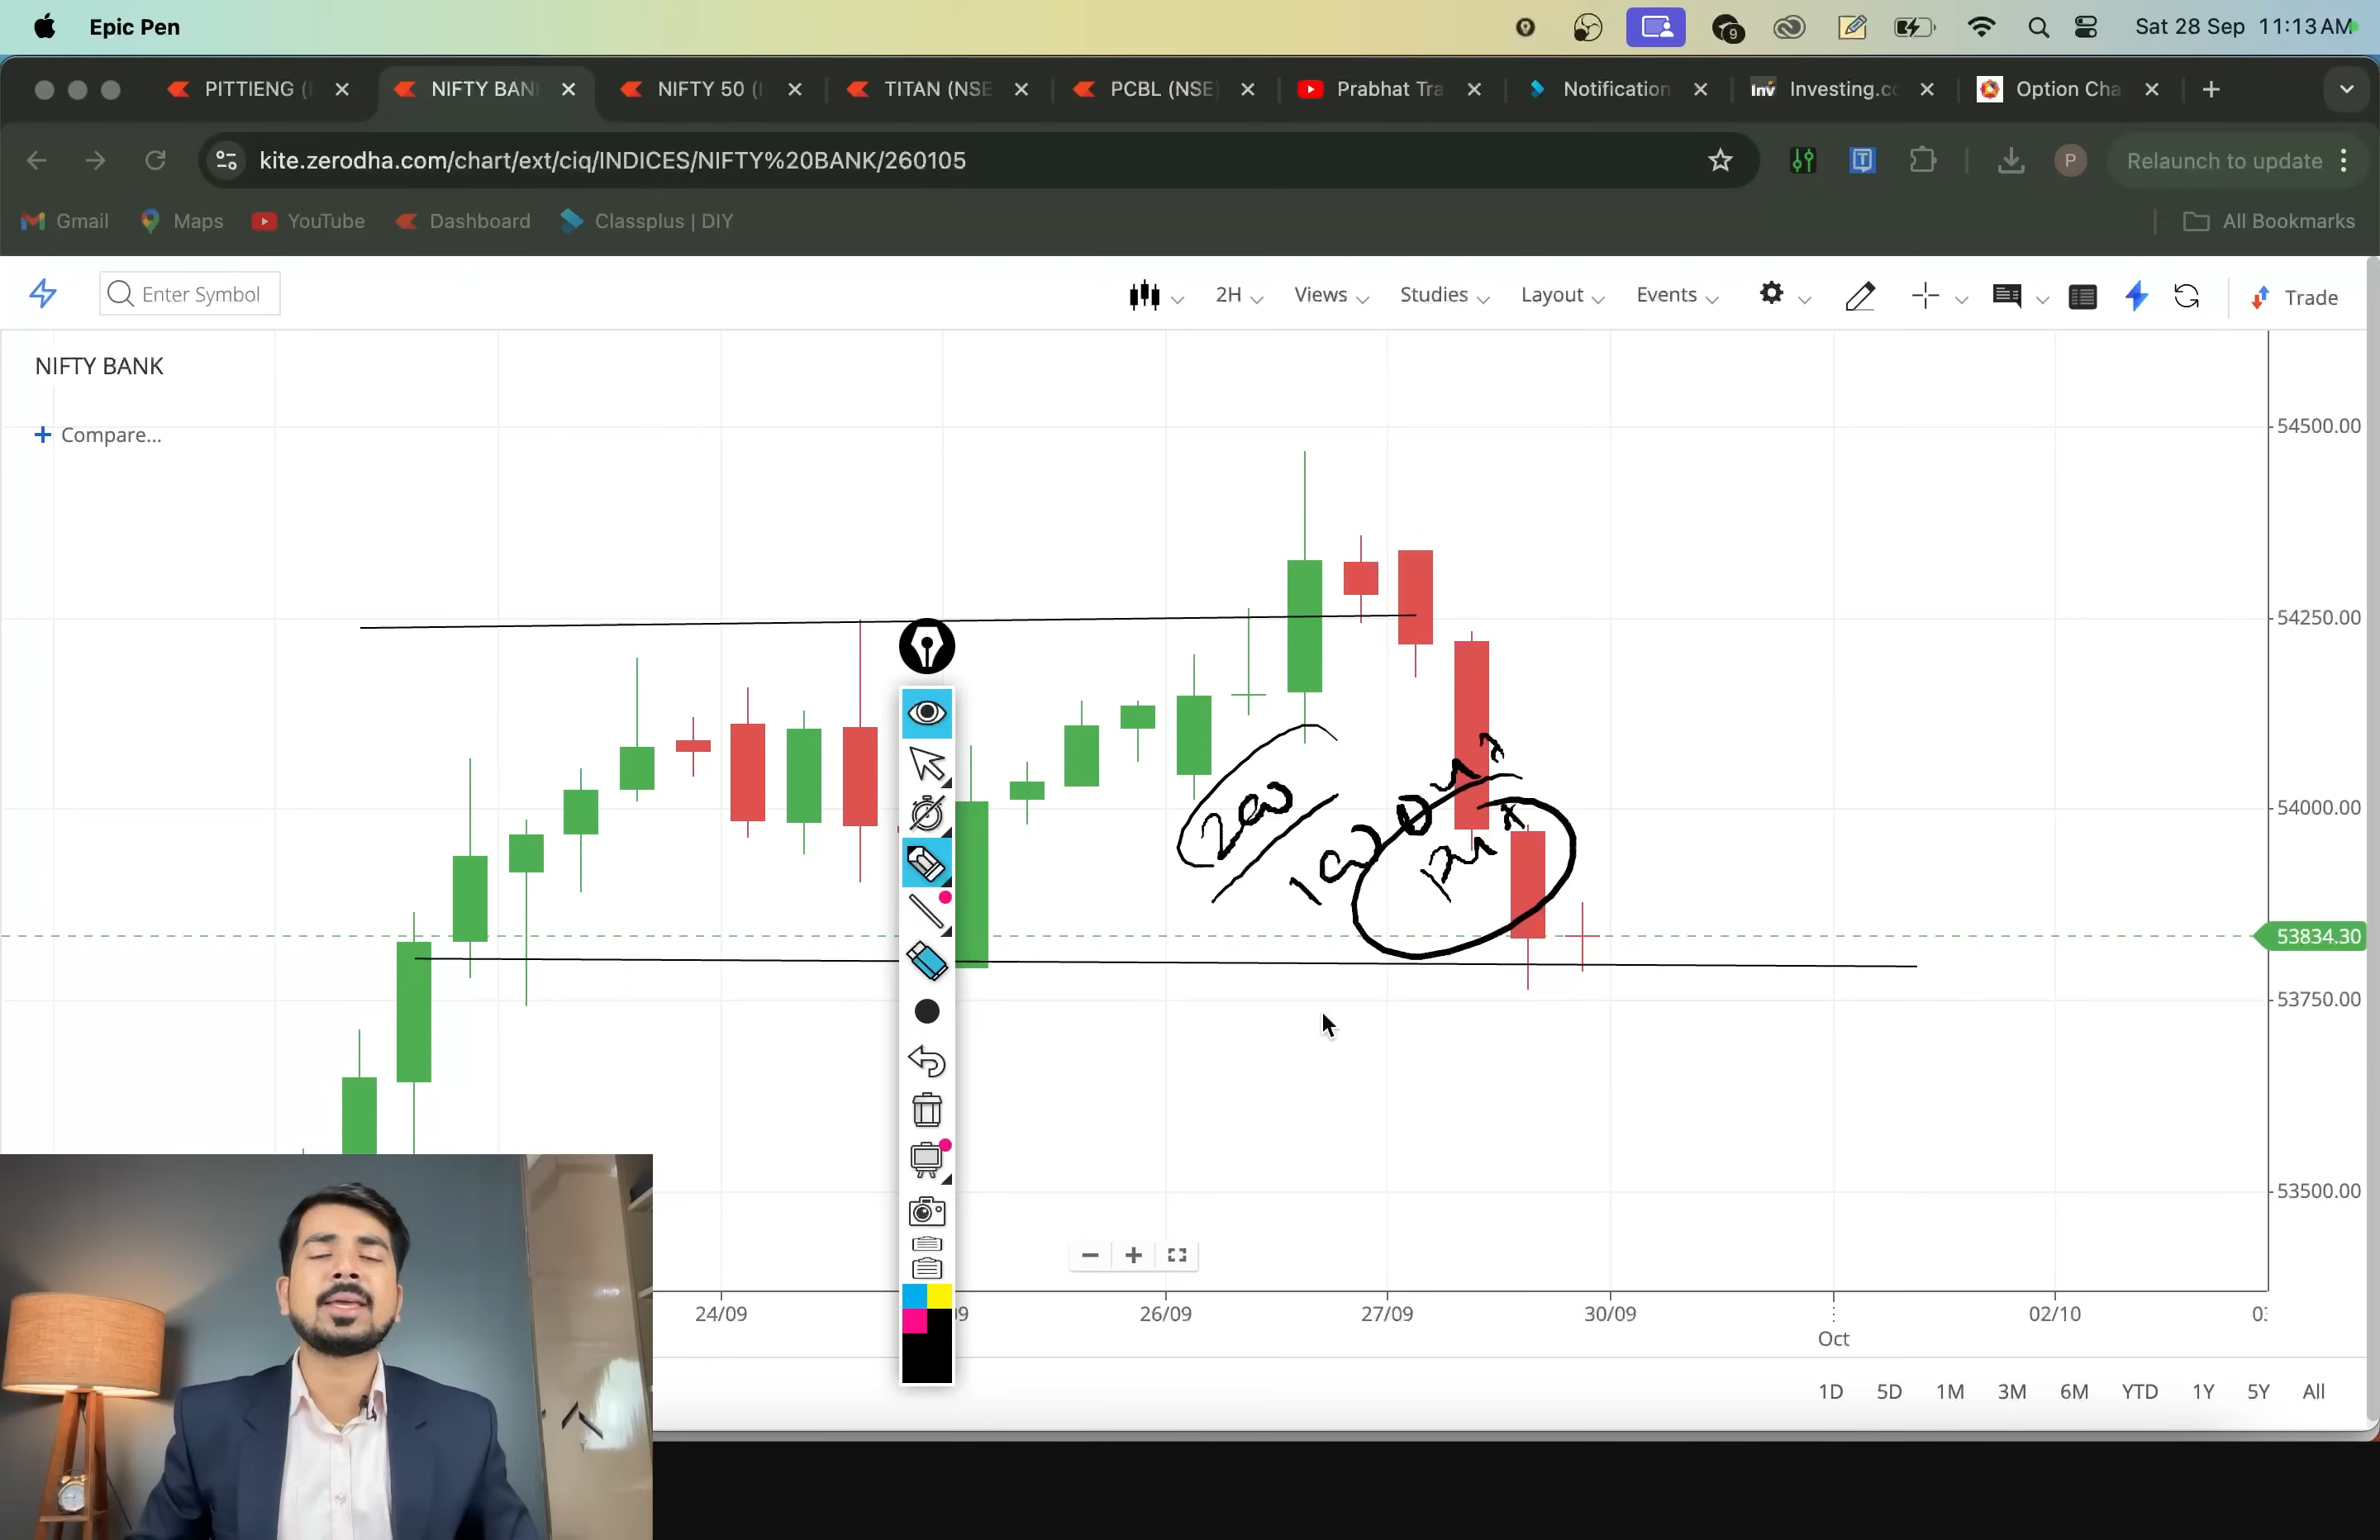 Epic Pen
9
Sat 28 Sep 11:13 AM
PITTIENG (
NIFTY BAN
NIFTY 50 (
TITAN (NSE
PCBL (NSE
Prabhat Tra
Notification
Inv Investing.c
Option Cha
kite.zerodha.com/chart/ext/ciq/INDICES/NIFTY%20BANK/260105
T
P
Relaunch to update
Gmail
Maps
YouTube
Dashboard
Classplus | DIY
All Bookmarks
Enter Symbol
2H
Views
Studies
Layout
Events
Trade
NIFTY BANK
+ Compare...
54500.00
54250.00
54000.00
53834.30
53750.00
53500.00
24/09
26/09
27/09
30/09
Oct
02/10
1D 5D 1M 3M 6M YTD 1Y 5Y All